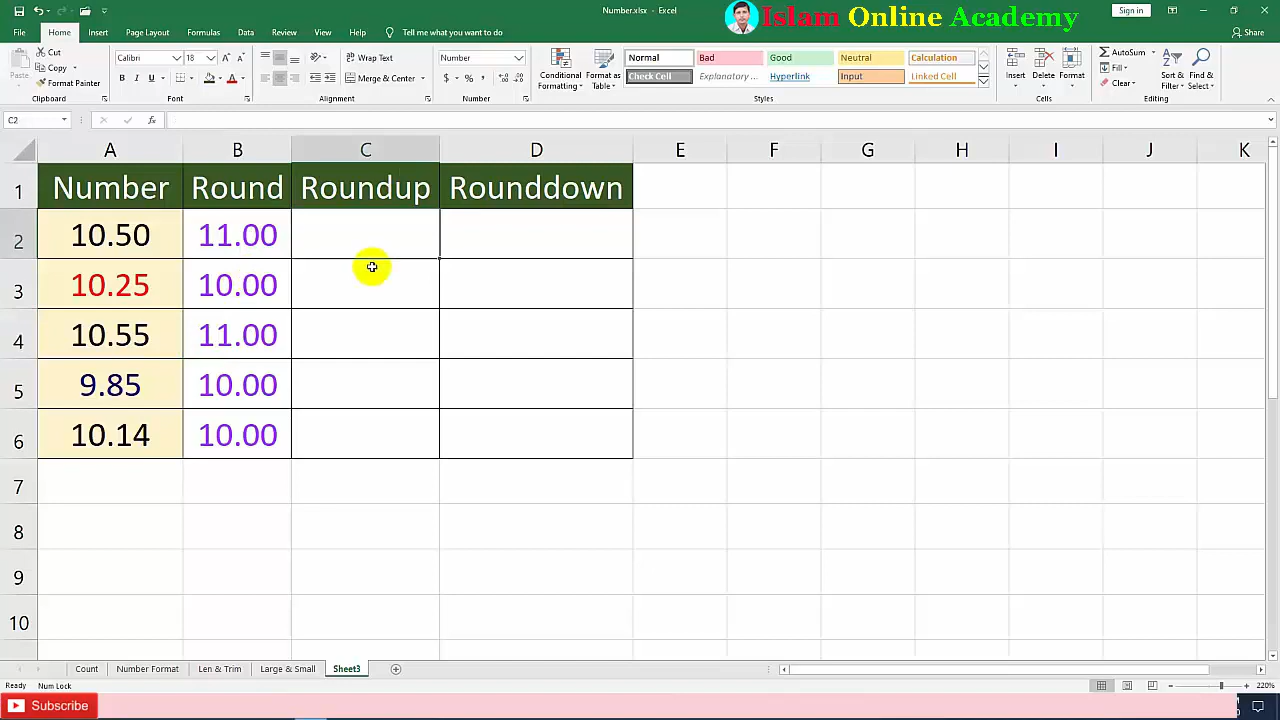 Number.xlsx - Excel
Islam Online Academy
Sign in
File Home Insert Page Layout Formulas Data Review View Help Tell me what you want to do Share
Paste Cut Copy Format Painter Clipboard
Calibri 18 B I U A Font
Wrap Text Merge & Center Alignment
Number $ % , Number
Conditional Formatting Format as Table
Normal Bad Good Neutral Calculation
Check Cell Explanatory ... Hyperlink Input Linked Cell
Styles
Insert Delete Format Cells
AutoSum Fill Clear Sort & Filter Find & Select Editing
C2 fx
A B C D E F G H I J K
1 Number Round Roundup Rounddown
2 10.50 11.00
3 10.25 10.00
4 10.55 11.00
5 9.85 10.00
6 10.14 10.00
7
8
9
10
Count Number Format Len & Trim Large & Small Sheet3
Ready Num Lock 220%
Subscribe